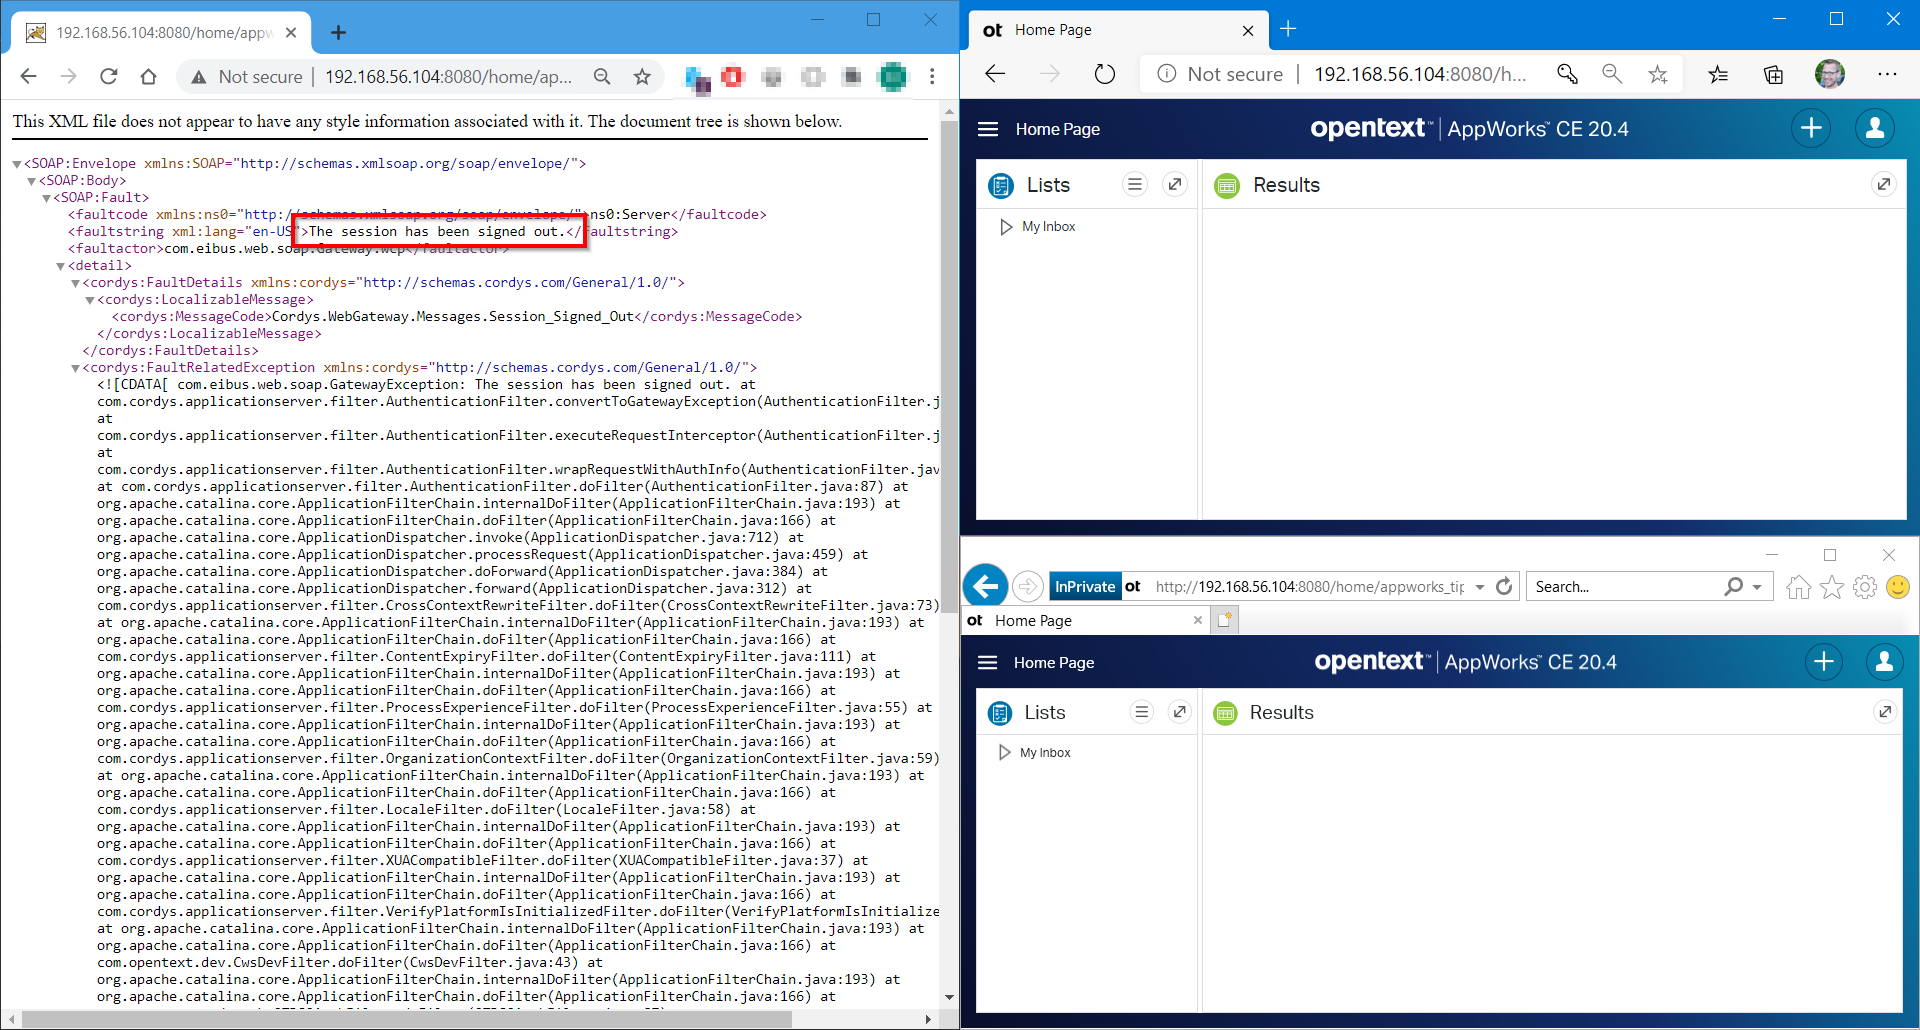 192.168.56.104:8080/home/appw
Not secure | 192.168.56.104:8080/home/ap...
This XML file does not appear to have any style information associated with it. The document tree is shown below.
▼<SOAP:Envelope xmlns:SOAP="http://schemas.xmlsoap.org/soap/envelope/">
▼<SOAP:Body>
▼<SOAP:Fault>
<faultcode xmlns:ns0="http://schemas.xmlsoap.org/soap/envelope/">ns0:Server</faultcode>
<faultstring xml:lang="en-US">The session has been signed out.</faultstring>
<faultactor>com.eibus.web.soap.Gateway.wcp</faultactor>
▼<detail>
▼<cordys:FaultDetails xmlns:cordys="http://schemas.cordys.com/General/1.0/">
▼<cordys:LocalizableMessage>
<cordys:MessageCode>Cordys.WebGateway.Messages.Session_Signed_Out</cordys:MessageCode>
</cordys:LocalizableMessage>
</cordys:FaultDetails>
▼<cordys:FaultRelatedException xmlns:cordys="http://schemas.cordys.com/General/1.0/">
<![CDATA[ com.eibus.web.soap.GatewayException: The session has been signed out. at
com.cordys.applicationserver.filter.AuthenticationFilter.convertToGatewayException(AuthenticationFilter.j
at
com.cordys.applicationserver.filter.AuthenticationFilter.executeRequestInterceptor(AuthenticationFilter.j
at
com.cordys.applicationserver.filter.AuthenticationFilter.wrapRequestWithAuthInfo(AuthenticationFilter.jav
at com.cordys.applicationserver.filter.AuthenticationFilter.doFilter(AuthenticationFilter.java:87) at
org.apache.catalina.core.ApplicationFilterChain.internalDoFilter(ApplicationFilterChain.java:193) at
org.apache.catalina.core.ApplicationFilterChain.doFilter(ApplicationFilterChain.java:166) at
org.apache.catalina.core.ApplicationDispatcher.invoke(ApplicationDispatcher.java:712) at
org.apache.catalina.core.ApplicationDispatcher.processRequest(ApplicationDispatcher.java:459) at
org.apache.catalina.core.ApplicationDispatcher.doForward(ApplicationDispatcher.java:384) at
org.apache.catalina.core.ApplicationDispatcher.forward(ApplicationDispatcher.java:312) at
com.cordys.applicationserver.filter.CrossContextRewriteFilter.doFilter(CrossContextRewriteFilter.java:73)
at org.apache.catalina.core.ApplicationFilterChain.internalDoFilter(ApplicationFilterChain.java:193) at
org.apache.catalina.core.ApplicationFilterChain.doFilter(ApplicationFilterChain.java:166) at
com.cordys.applicationserver.filter.ContentExpiryFilter.doFilter(ContentExpiryFilter.java:111) at
org.apache.catalina.core.ApplicationFilterChain.internalDoFilter(ApplicationFilterChain.java:193) at
org.apache.catalina.core.ApplicationFilterChain.doFilter(ApplicationFilterChain.java:166) at
com.cordys.applicationserver.filter.ProcessExperienceFilter.doFilter(ProcessExperienceFilter.java:55) at
org.apache.catalina.core.ApplicationFilterChain.internalDoFilter(ApplicationFilterChain.java:193) at
org.apache.catalina.core.ApplicationFilterChain.doFilter(ApplicationFilterChain.java:166) at
com.cordys.applicationserver.filter.OrganizationContextFilter.doFilter(OrganizationContextFilter.java:59)
at org.apache.catalina.core.ApplicationFilterChain.internalDoFilter(ApplicationFilterChain.java:193) at
org.apache.catalina.core.ApplicationFilterChain.doFilter(ApplicationFilterChain.java:166) at
com.cordys.applicationserver.filter.LocaleFilter.doFilter(LocaleFilter.java:58) at
org.apache.catalina.core.ApplicationFilterChain.internalDoFilter(ApplicationFilterChain.java:193) at
org.apache.catalina.core.ApplicationFilterChain.doFilter(ApplicationFilterChain.java:166) at
com.cordys.applicationserver.filter.XUACompatibleFilter.doFilter(XUACompatibleFilter.java:37) at
org.apache.catalina.core.ApplicationFilterChain.internalDoFilter(ApplicationFilterChain.java:193) at
org.apache.catalina.core.ApplicationFilterChain.doFilter(ApplicationFilterChain.java:166) at
com.cordys.applicationserver.filter.VerifyPlatformIsInitializedFilter.doFilter(VerifyPlatformIsInitialize
at org.apache.catalina.core.ApplicationFilterChain.internalDoFilter(ApplicationFilterChain.java:193) at
org.apache.catalina.core.ApplicationFilterChain.doFilter(ApplicationFilterChain.java:166) at
com.opentext.dev.CwsDevFilter.doFilter(CwsDevFilter.java:43) at
org.apache.catalina.core.ApplicationFilterChain.internalDoFilter(ApplicationFilterChain.java:193) at
org.apache.catalina.core.ApplicationFilterChain.doFilter(ApplicationFilterChain.java:166) at
ot Home Page
Not secure | 192.168.56.104:8080/h...
Home Page
opentext™ | AppWorks™ CE 20.4
Lists
Results
My Inbox
InPrivate ot http://192.168.56.104:8080/home/appworks_tip
Search...
ot Home Page
Home Page
opentext™ | AppWorks™ CE 20.4
Lists
Results
My Inbox